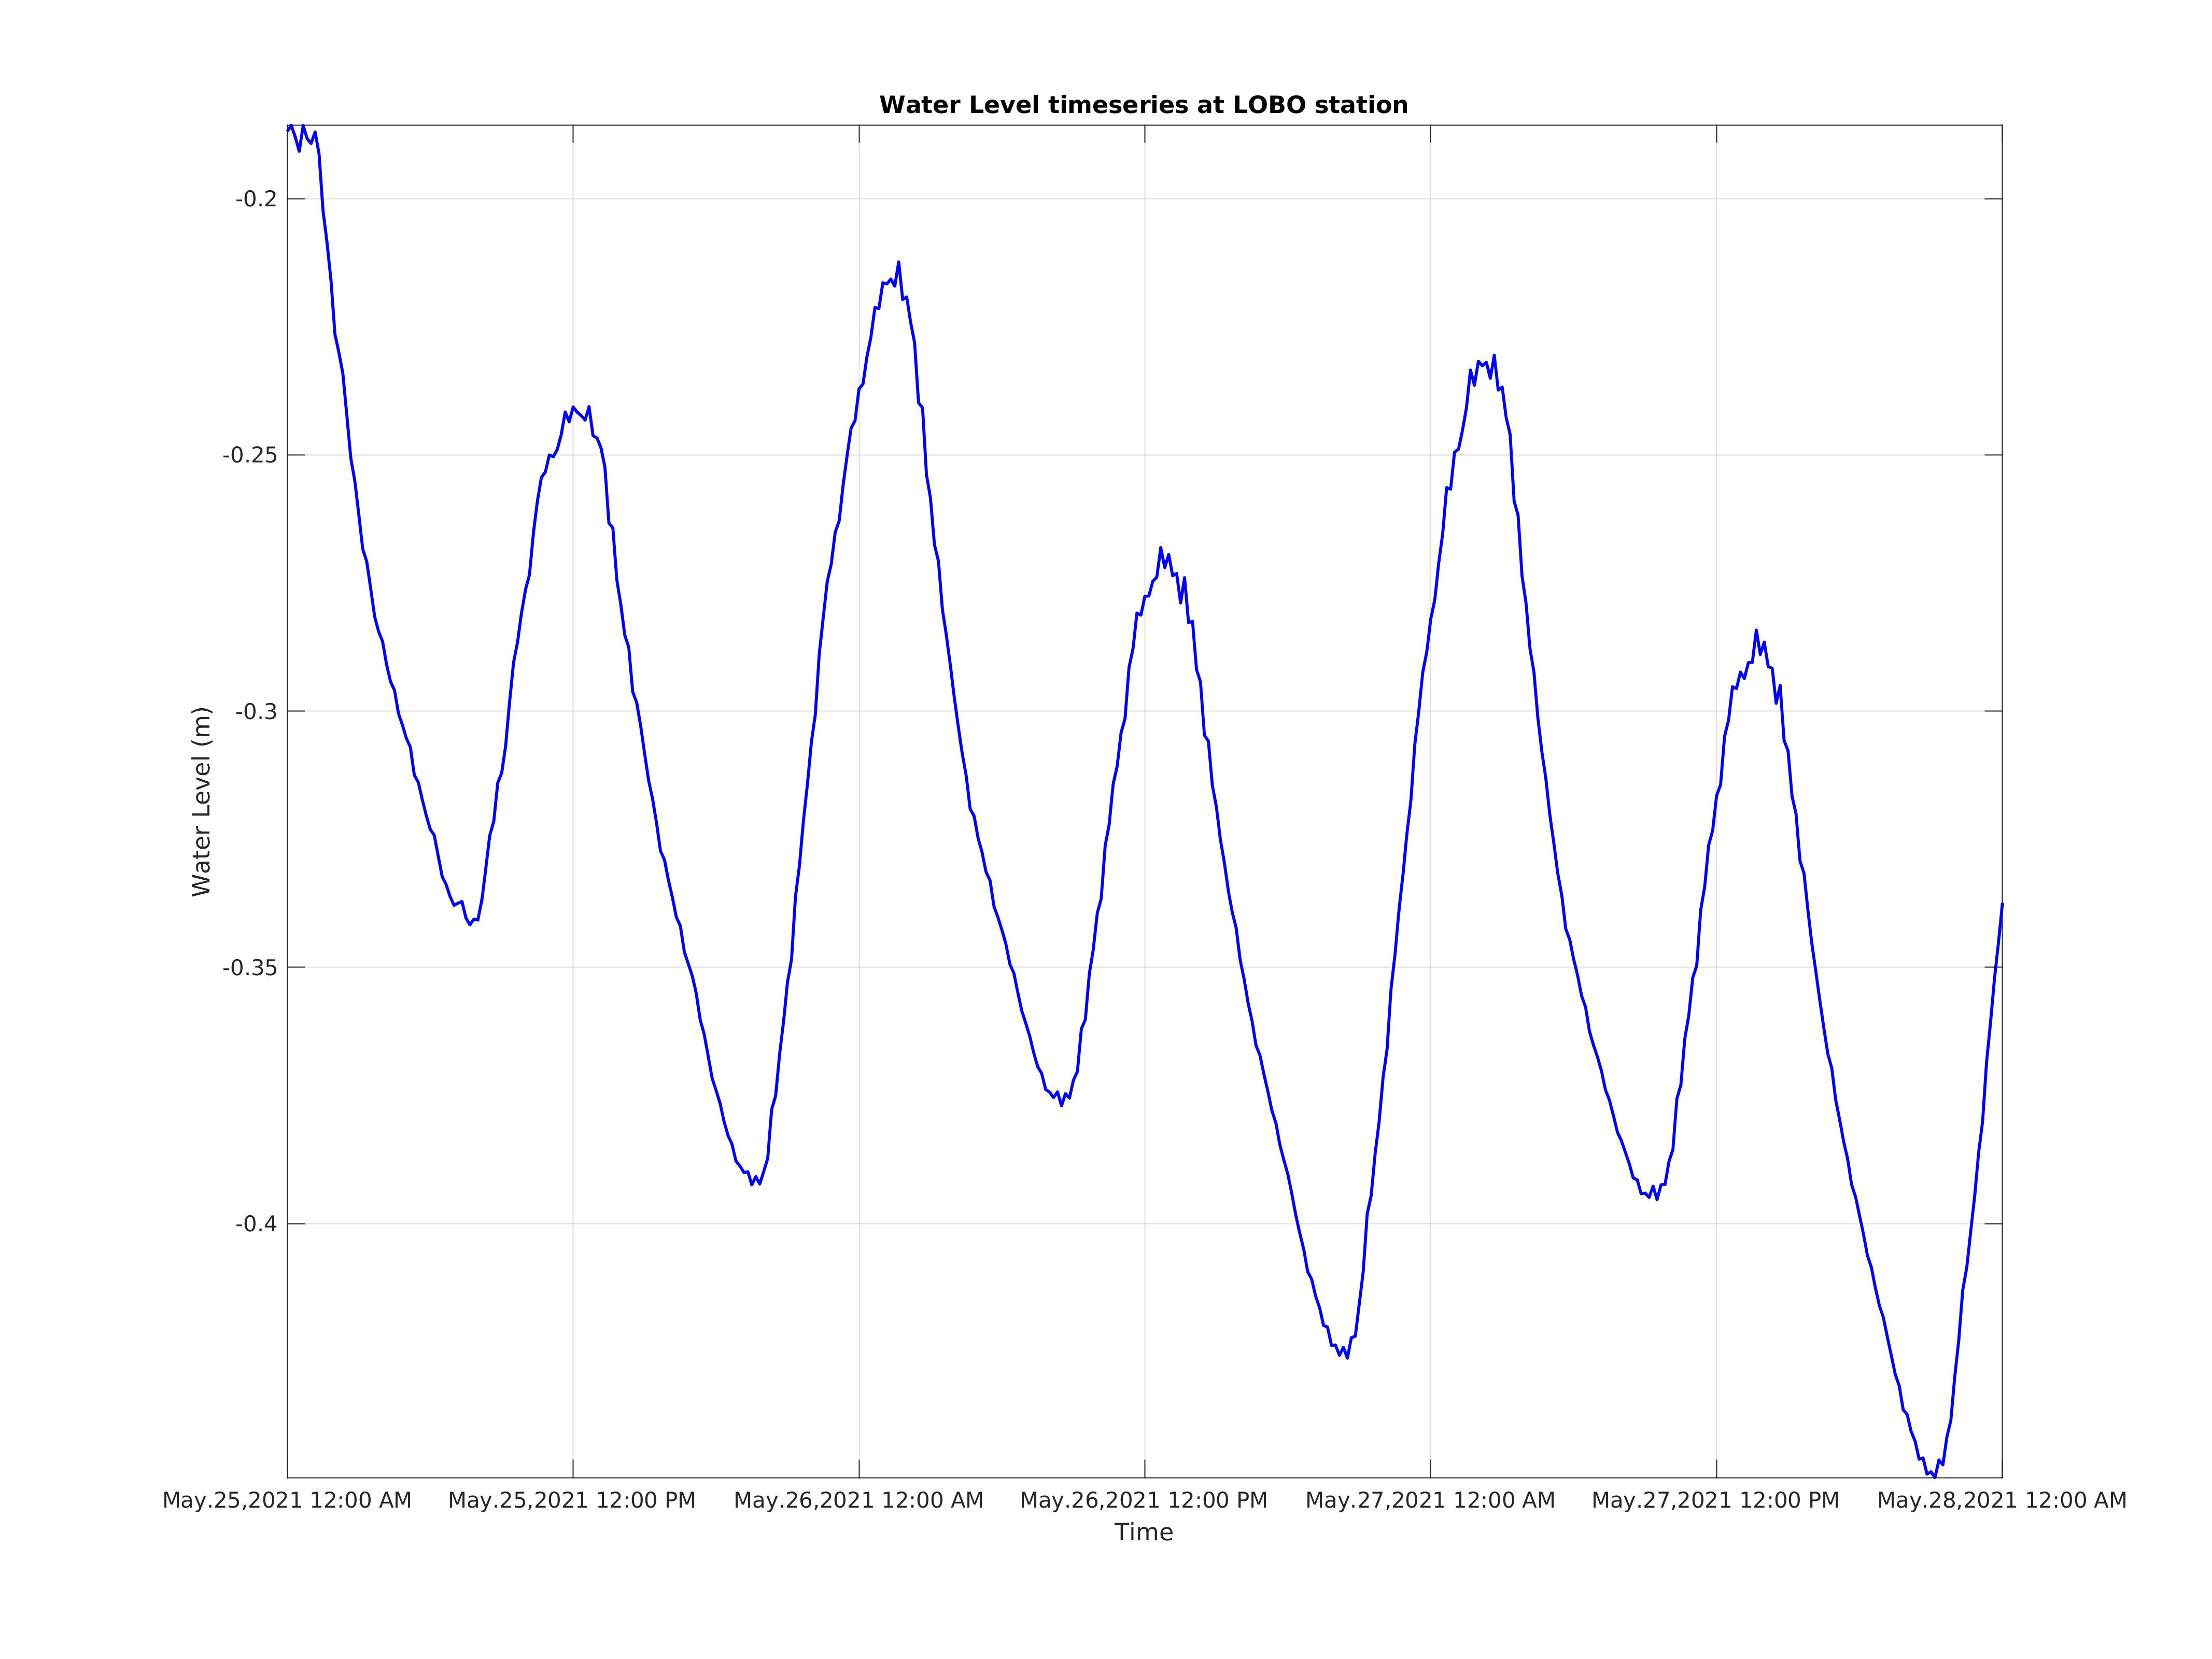 Water Level timeseries at LOBO station
-0.2
-0.25
-0.3
-0.35
-0.4
Water Level (m)
May.25,2021 12:00 AM May.25,2021 12:00 PM May.26,2021 12:00 AM May.26,2021 12:00 PM May.27,2021 12:00 AM May.27,2021 12:00 PM May.28,2021 12:00 AM
Time